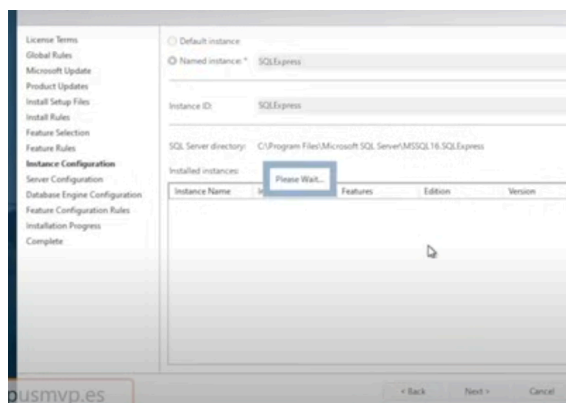 License Terms
Global Rules
Microsoft Update
Product Updates
Install Setup Files
Install Rules
Feature Selection
Feature Rules
Instance Configuration
Server Configuration
Database Engine Configuration
Feature Configuration Rules
Installation Progress
Complete
Default instance
Named instance: * SQLExpress
Instance ID: SQLExpress
SQL Server directory: C:\Program Files\Microsoft SQL Server\MSSQL16.SQLExpress
Installed instances:
Please Wait...
Instance Name Features Edition Version
< Back Next > Cancel
ousmvp.es